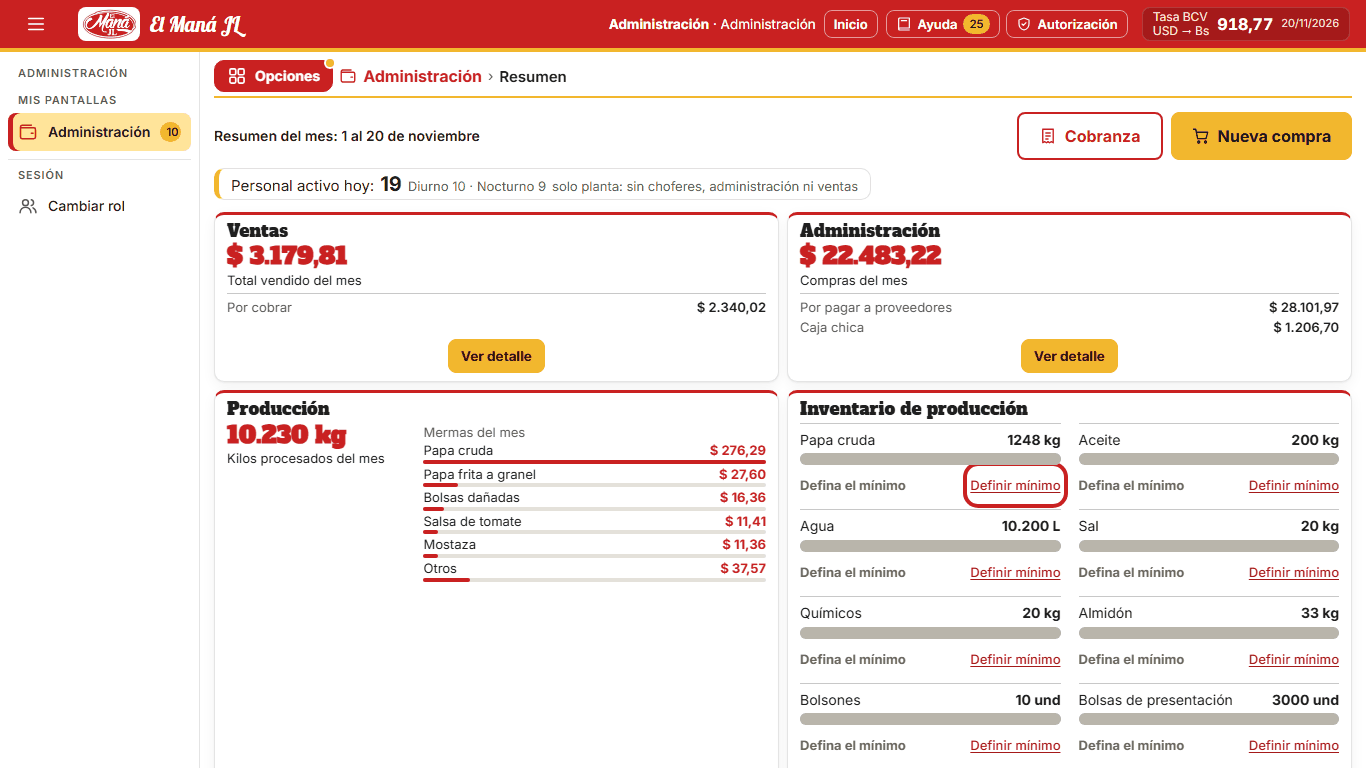 El Maná JL
Administración · Administración
Inicio
Ayuda 25
Autorización
Tasa BCV
USD → Bs
918,77
20/11/2026
ADMINISTRACIÓN
MIS PANTALLAS
Administración 10
SESIÓN
Cambiar rol
Opciones
Administración › Resumen
Resumen del mes: 1 al 20 de noviembre
Cobranza
Nueva compra
Personal activo hoy: 19 Diurno 10 · Nocturno 9 solo planta: sin choferes, administración ni ventas
Ventas
$ 3.179,81
Total vendido del mes
Por cobrar $ 2.340,02
Ver detalle
Administración
$ 22.483,22
Compras del mes
Por pagar a proveedores $ 28.101,97
Caja chica $ 1.206,70
Ver detalle
Producción
10.230 kg
Kilos procesados del mes
Mermas del mes
Papa cruda $ 276,29
Papa frita a granel $ 27,60
Bolsas dañadas $ 16,36
Salsa de tomate $ 11,41
Mostaza $ 11,36
Otros $ 37,57
Inventario de producción
Papa cruda 1248 kg
Defina el mínimo Definir mínimo
Aceite 200 kg
Defina el mínimo Definir mínimo
Agua 10.200 L
Defina el mínimo Definir mínimo
Sal 20 kg
Defina el mínimo Definir mínimo
Químicos 20 kg
Defina el mínimo Definir mínimo
Almidón 33 kg
Defina el mínimo Definir mínimo
Bolsones 10 und
Defina el mínimo Definir mínimo
Bolsas de presentación 3000 und
Defina el mínimo Definir mínimo